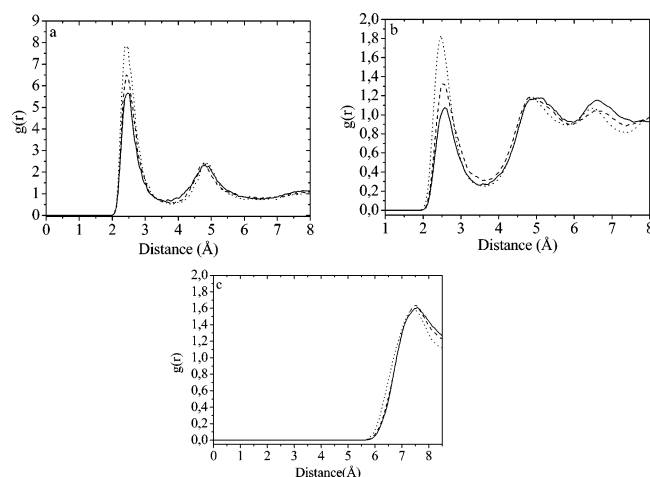 a
9
8
7
6
5
4
3
2
1
0
g(r)
0 1 2 3 4 5 6 7 8
Distance (Å)
b
2,0
1,8
1,6
1,4
1,2
1,0
0,8
0,6
0,4
0,2
0,0
g(r)
1 2 3 4 5 6 7 8
Distance (Å)
c
2,0
1,8
1,6
1,4
1,2
1,0
0,8
0,6
0,4
0,2
0,0
g(r)
0 1 2 3 4 5 6 7 8
Distance(Å)